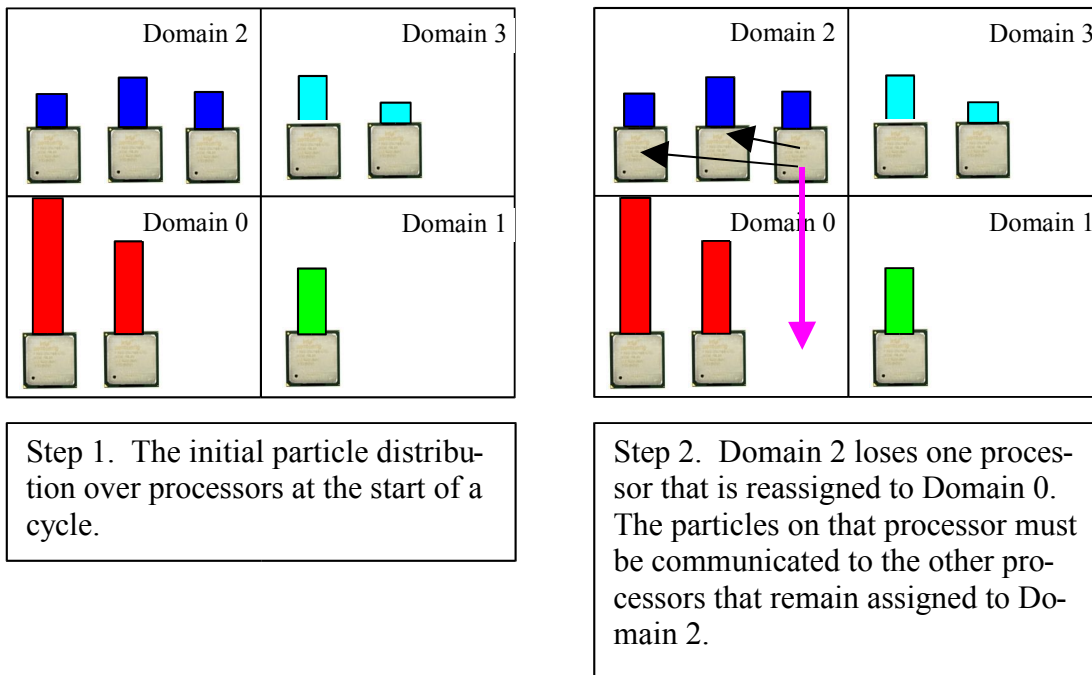 Domain 2
Domain 3
Domain 0
Domain 1
Step 1. The initial particle distribu-
tion over processors at the start of a
cycle.
Domain 2
Domain 3
Domain 0
Domain 1
Step 2. Domain 2 loses one proces-
sor that is reassigned to Domain 0.
The particles on that processor must
be communicated to the other pro-
cessors that remain assigned to Do-
main 2.